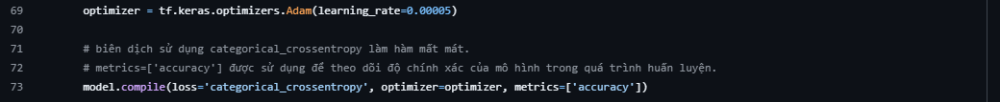 69 optimizer = tf.keras.optimizers.Adam(learning_rate=0.00005)
70
71 # biên dịch sử dụng categorical_crossentropy làm hàm mất mát.
72 # metrics=['accuracy'] được sử dụng để theo dõi độ chính xác của mô hình trong quá trình huấn luyện.
73 model.compile(loss='categorical_crossentropy', optimizer=optimizer, metrics=['accuracy'])